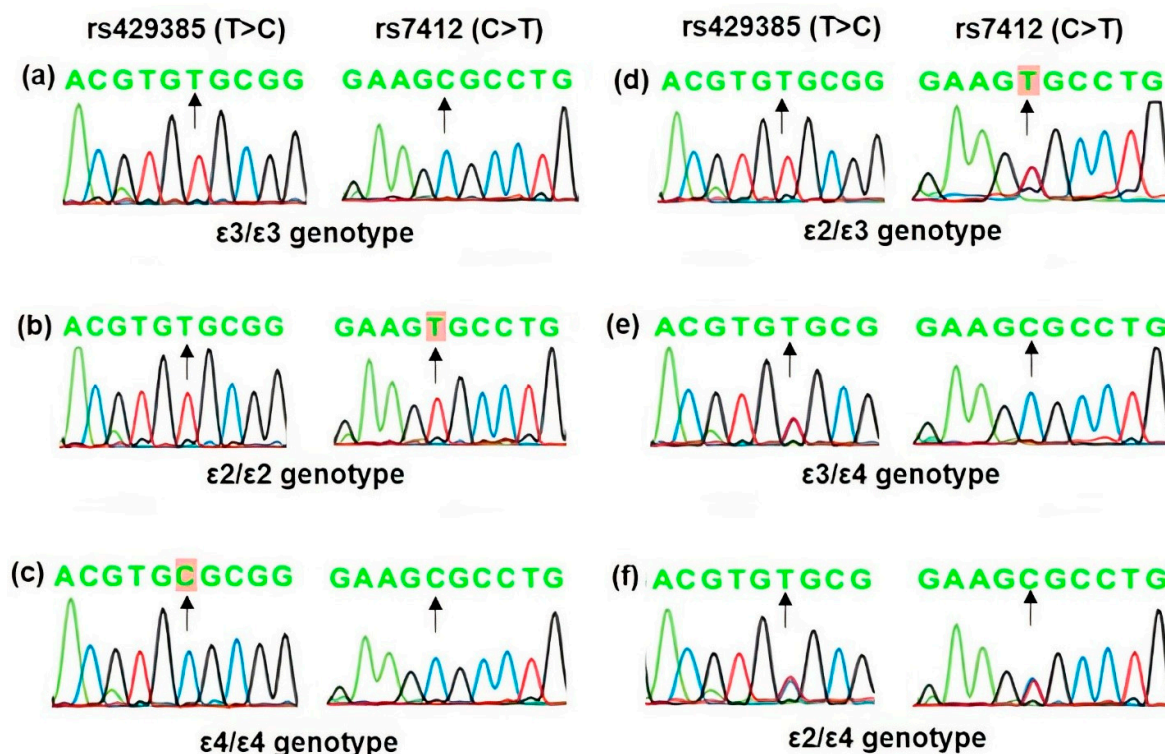 rs429385 (T>C) rs7412 (C>T)
(a) ACGTGTGCGG GAAGCGCCTG
ε3/ε3 genotype
(b) ACGTGTGCGG GAAGTGCCTG
ε2/ε2 genotype
(c) ACGTGCGCGG GAAGCGCCTG
ε4/ε4 genotype
rs429385 (T>C) rs7412 (C>T)
(d) ACGTGTGCGG GAAGTGCCTG
ε2/ε3 genotype
(e) ACGTGTGCG GAAGCGCCTG
ε3/ε4 genotype
(f) ACGTGTGCG GAAGCGCCTG
ε2/ε4 genotype